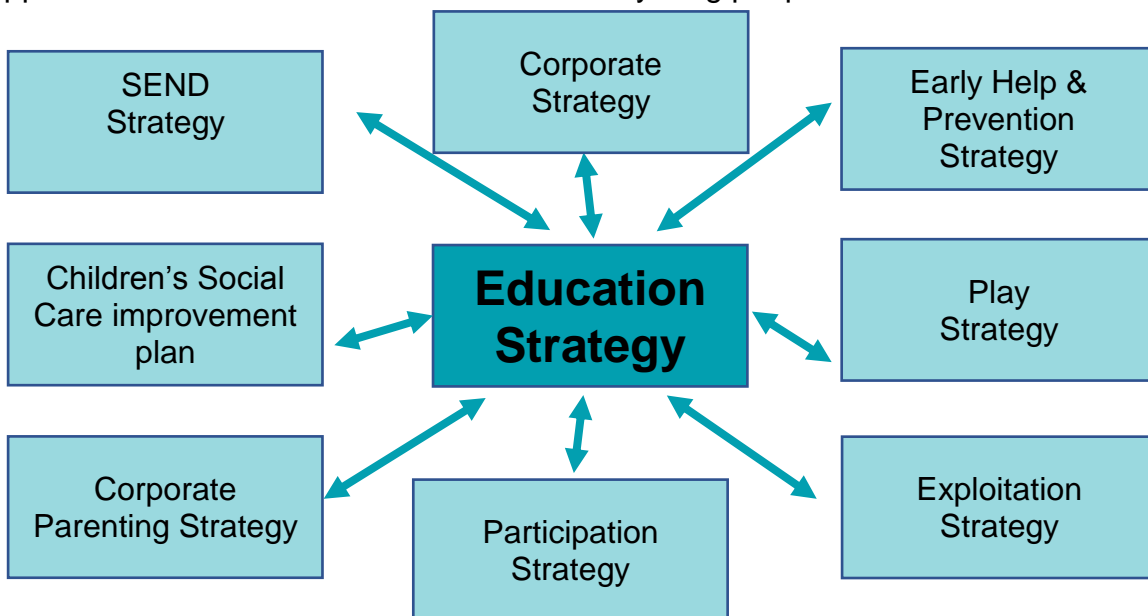 SEND
Strategy
Corporate
Strategy
Early Help &
Prevention
Strategy
Children’s Social
Care improvement
plan
Education
Strategy
Play
Strategy
Corporate
Parenting Strategy
Participation
Strategy
Exploitation
Strategy